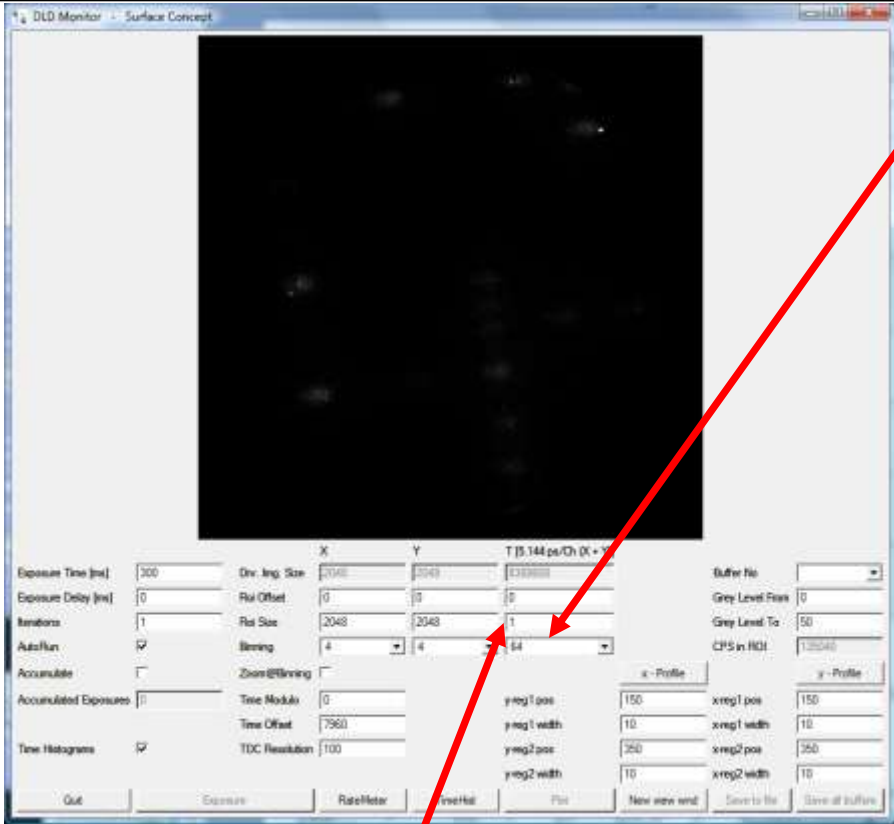 DLD Monitor - Surface Concept
X Y T [5.144 ps/Ch (X + Y)]
Exposure Time [ms] 300 Drv. Img. Size 2048 2048 Buffer No
Exposure Delay [ms] 0 Roi Offset 0 0 0 Grey Level From 0
Iterations 1 Roi Size 2048 2048 1 Grey Level To 50
AutoRun Binning 4 4 64 CPS in ROI
Accumulate Zoom@Binning x - Profile y - Profile
Accumulated Exposures Time Modulo 0 y-reg1 pos 150 x-reg1 pos 150
Time Offset 7960 y-reg1 width 10 x-reg1 width 10
Time Histograms TDC Resolution 100 y-reg2 pos 350 x-reg2 pos 350
y-reg2 width 10 x-reg2 width 10
Quit Exposure RateMeter TimeHist Plot New view wnd Save to file Save all buffers